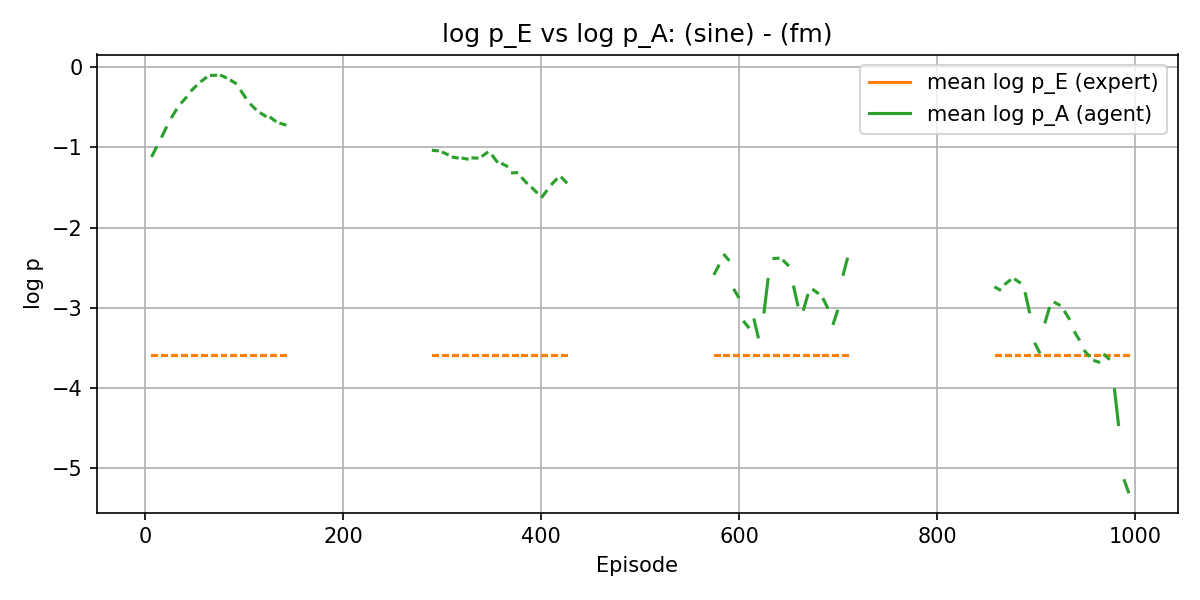 log p_E vs log p_A: (sine) - (fm)
mean log p_E (expert)
mean log p_A (agent)
log p
0
−1
−2
−3
−4
−5
0
200
400
600
800
1000
Episode